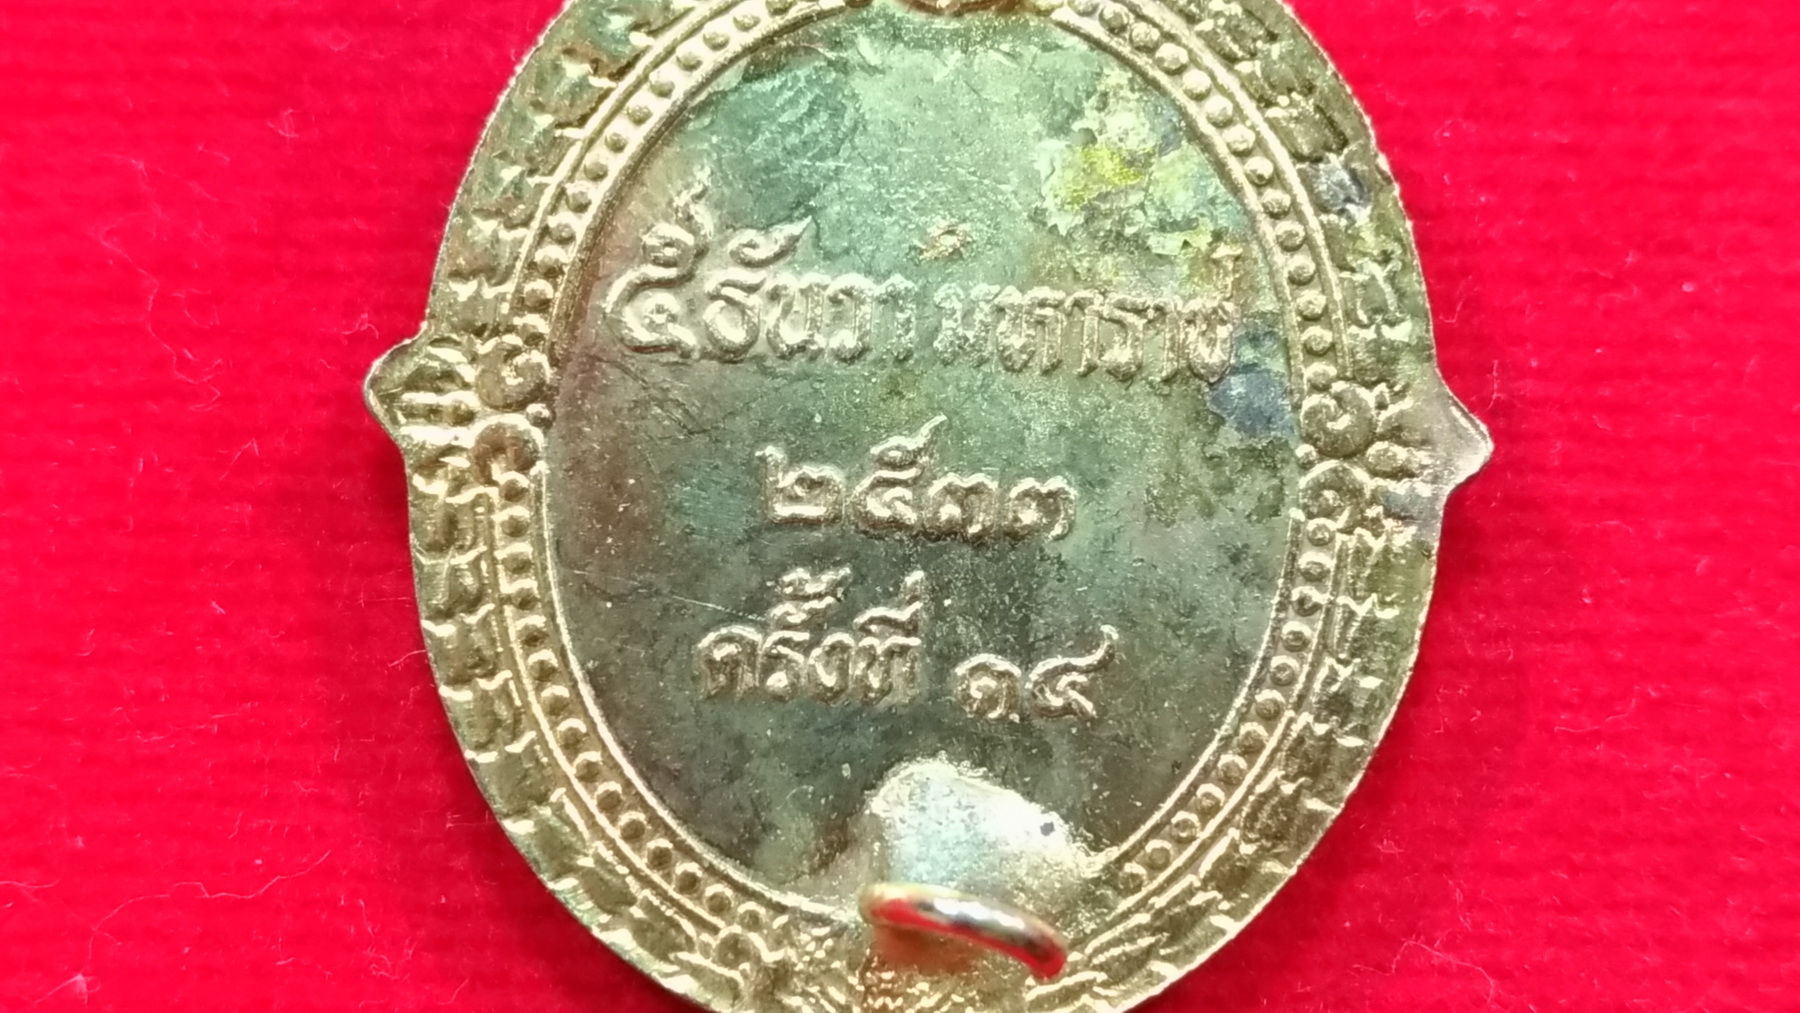 ๕ ธันวา มหาราช
๒๕๓๓
ครั้งที่ ๑๔